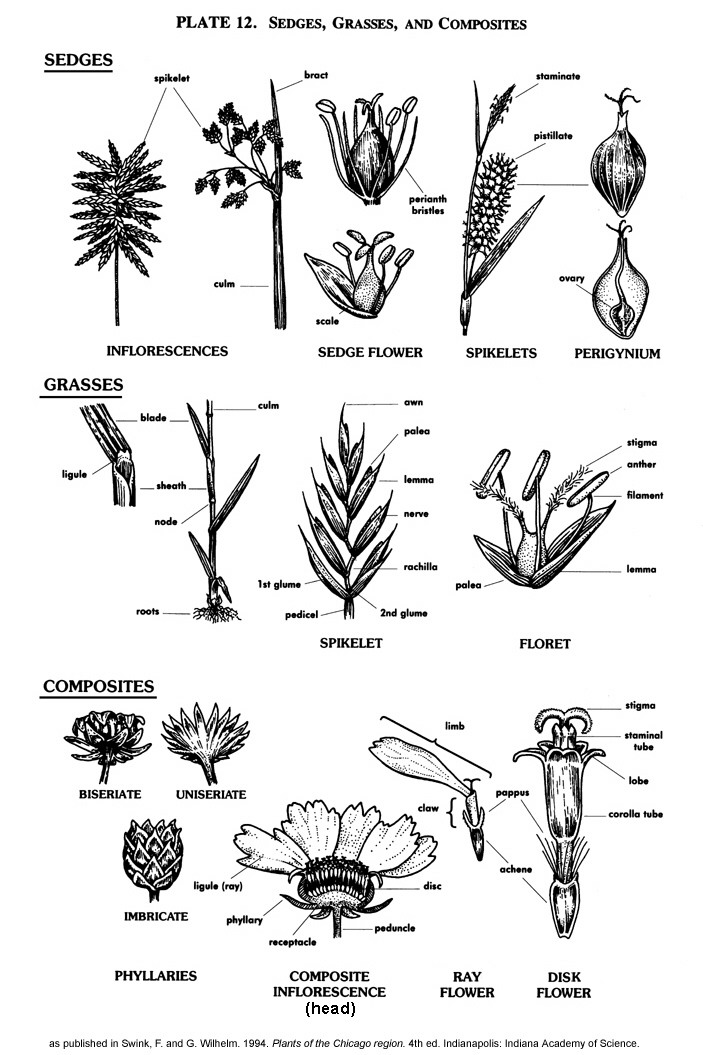 PLATE 12. SEDGES, GRASSES, AND COMPOSITES
SEDGES
spikelet
bract
staminate
pistillate
perianth
bristles
culm
scale
ovary
INFLORESCENCES
SEDGE FLOWER
SPIKELETS
PERIGYNIUM
GRASSES
blade
culm
ligule
sheath
node
roots
awn
palea
lemma
nerve
rachilla
1st glume
2nd glume
pedicel
SPIKELET
stigma
anther
filament
lemma
palea
FLORET
COMPOSITES
BISERIATE
UNISERIATE
IMBRICATE
PHYLLARIES
ligule (ray)
phyllary
receptacle
peduncle
disc
COMPOSITE
INFLORESCENCE
(head)
limb
claw
pappus
achene
RAY
FLOWER
stigma
staminal
tube
lobe
corolla tube
DISK
FLOWER
as published in Swink, F. and G. Wilhelm. 1994. Plants of the Chicago region. 4th ed. Indianapolis: Indiana Academy of Science.